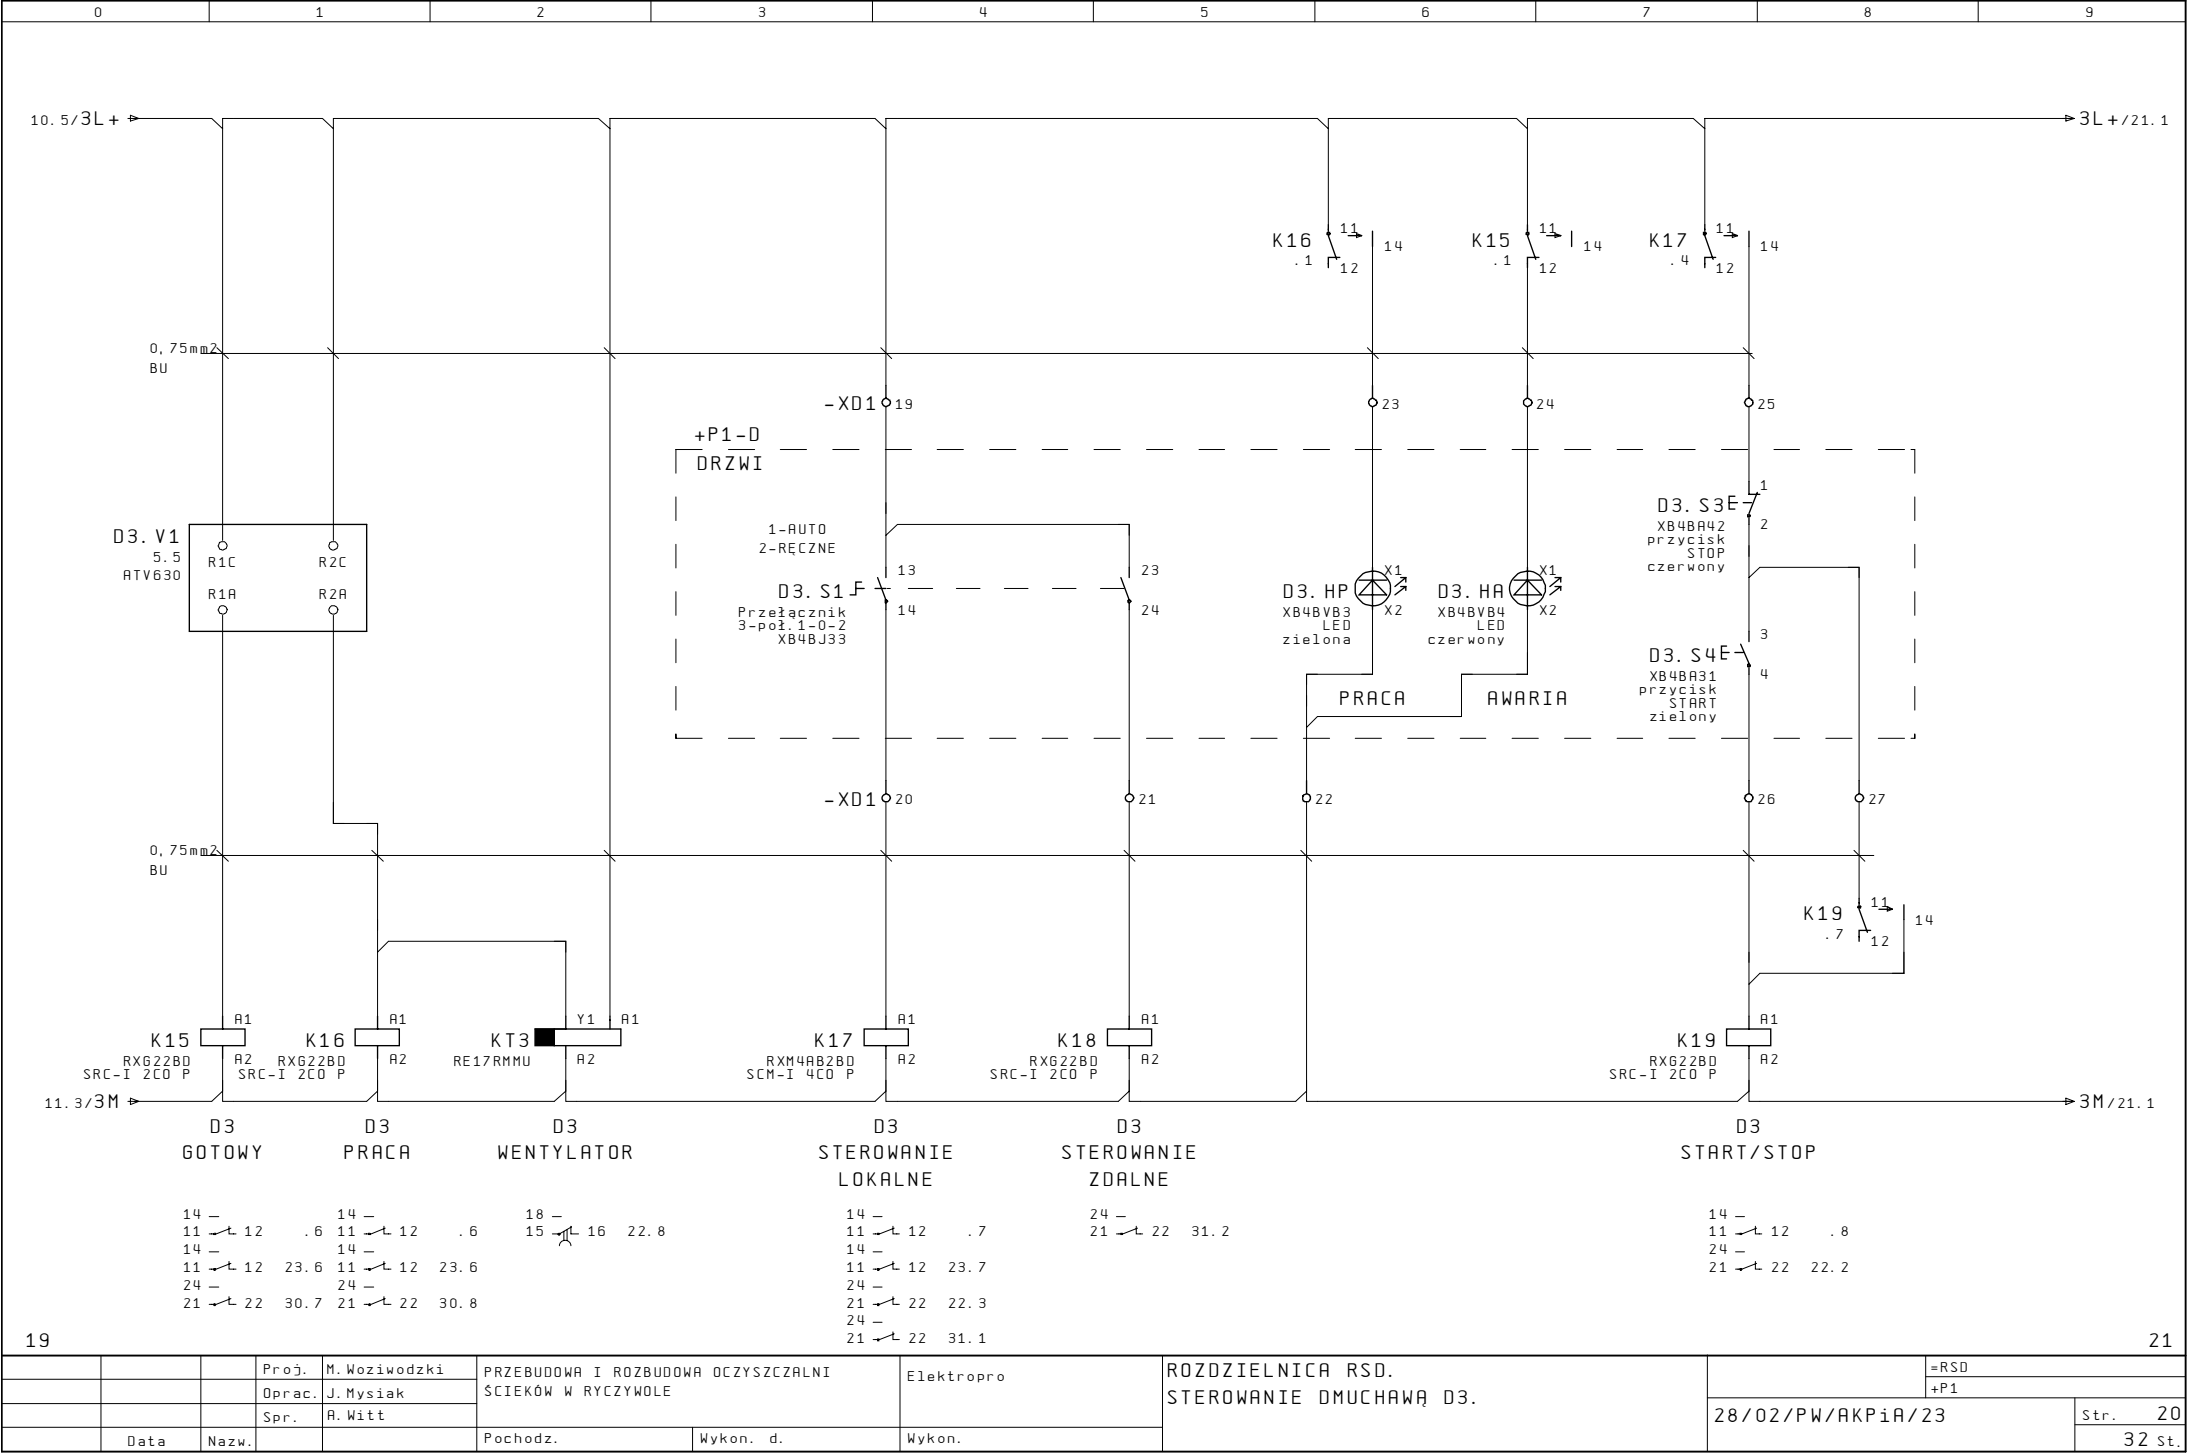 0 1 2 3 4 5 6 7 8 9
10.5/3L+ 3L+/21.1
K16 11 14
.1 12
K15 11 14
.1 12
K17 11 14
.4 12
0,75mm2
BU
-XD1 19 23 24 25
+P1-D
DRZWI
D3.V1
5.5
ATV630
R1C R2C
R1A R2A
1-AUTO
2-RĘCZNE
D3.S1
Przełącznik
3-poł.1-0-2
XB4BJ33
13
14
23
24
D3.HP
XB4BVB3
LED
zielona
X1
X2
D3.HA
XB4BVB4
LED
czerwony
X1
X2
PRACA AWARIA
D3.S3
XB4BA42
przycisk
STOP
czerwony
1
2
D3.S4
XB4BA31
przycisk
START
zielony
3
4
-XD1 20 21 22 26 27
0,75mm2
BU
K19 11 14
.7 12
K15 A1
RXG22BD A2
SRC-I 2CO P
K16 A1
RXG22BD A2
SRC-I 2CO P
KT3 Y1 A1
RE17RMMU A2
K17 A1
RXM4AB2BD A2
SCM-I 4CO P
K18 A1
RXG22BD A2
SRC-I 2CO P
K19 A1
RXG22BD A2
SRC-I 2CO P
11.3/3M 3M/21.1
D3
GOTOWY
D3
PRACA
D3
WENTYLATOR
D3
STEROWANIE
LOKALNE
D3
STEROWANIE
ZDALNE
D3
START/STOP
14
11 12 .6
14
11 12 23.6
24
21 22 30.7
14
11 12 .6
14
11 12 23.6
24
21 22 30.8
18
15 16 22.8
14
11 12 .7
14
11 12 23.7
24
21 22 22.3
24
21 22 31.1
24
21 22 31.2
14
11 12 .8
24
21 22 22.2
19 21
Proj. M.Woziwodzki
Oprac. J.Mysiak
Spr. A.Witt
Data Nazw.
PRZEBUDOWA I ROZBUDOWA OCZYSZCZALNI
ŚCIEKÓW W RYCZYWOLE
Pochodz. Wykon. d. Wykon.
Elektropro
ROZDZIELNICA RSD.
STEROWANIE DMUCHAWĄ D3.
=RSD
+P1
28/02/PW/AKPiA/23
Str. 20
32 St.